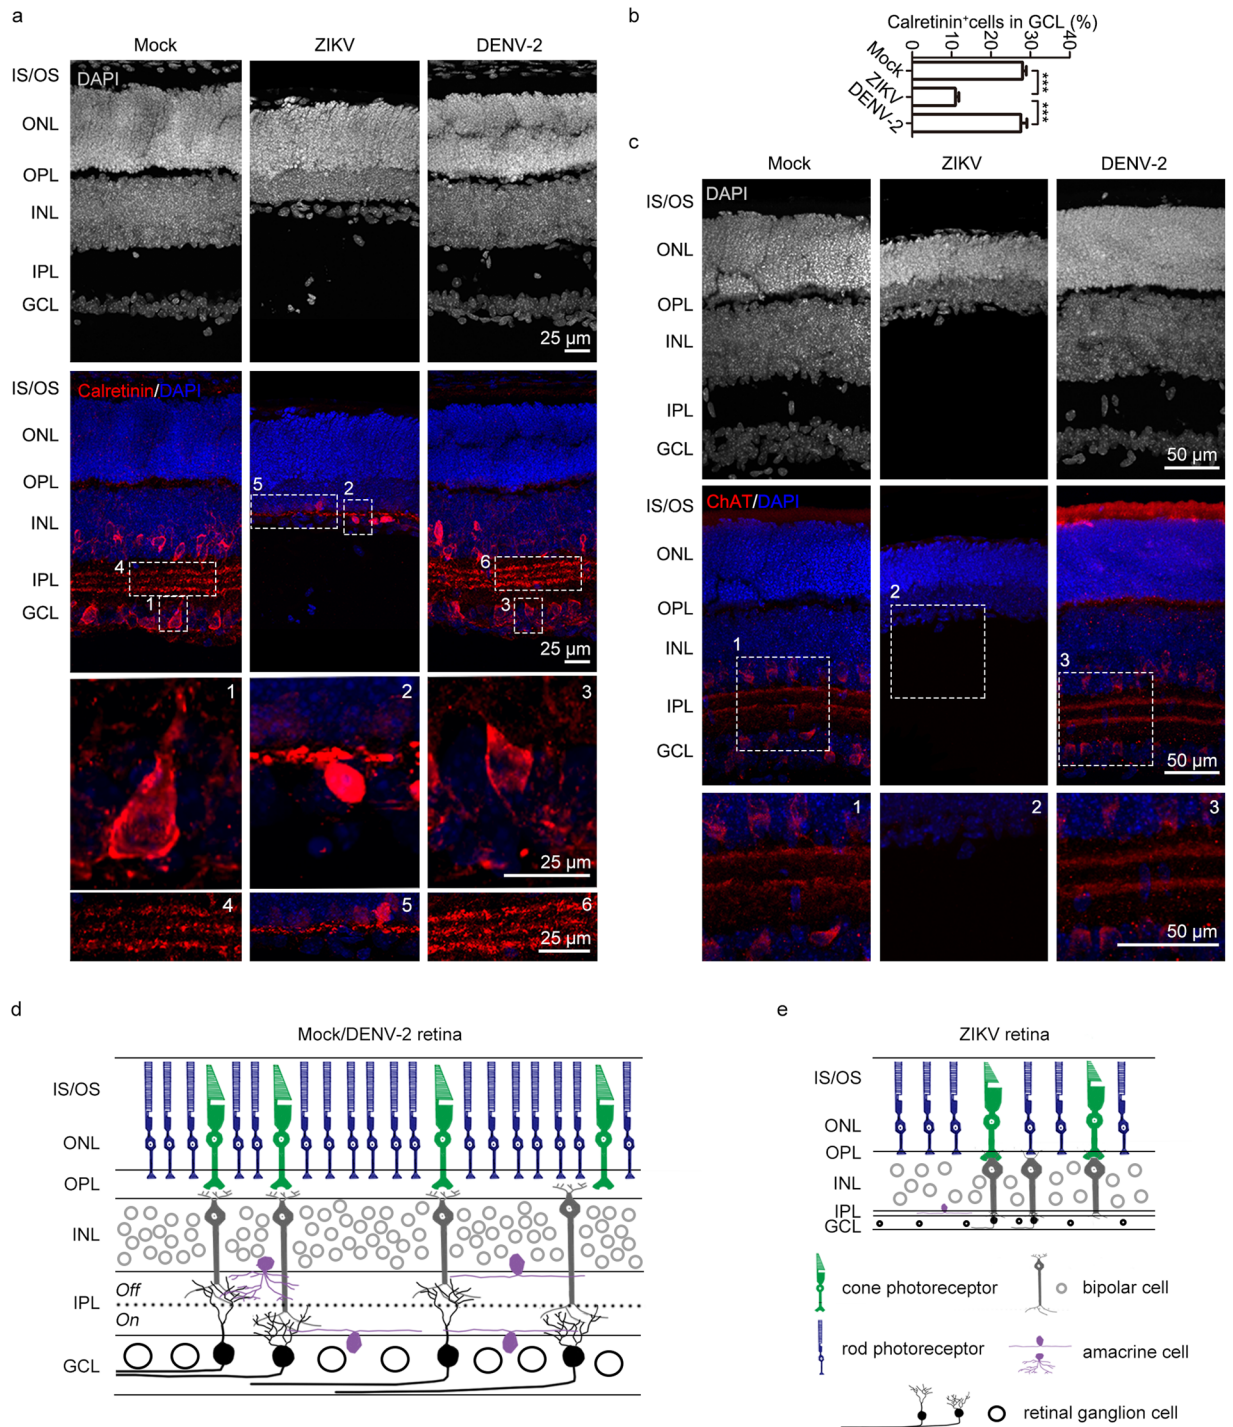 a
Mock
ZIKV
DENV-2
IS/OS
DAPI
ONL
OPL
INL
IPL
GCL
25 µm
IS/OS
Calretinin/DAPI
ONL
OPL
5
2
INL
4
6
IPL
1
3
GCL
25 µm
1
2
3
25 µm
4
5
6
25 µm
b
Calretinin⁺cells in GCL (%)
0
10
20
30
40
Mock
ZIKV
DENV-2
***
***
c
Mock
ZIKV
DENV-2
IS/OS
DAPI
ONL
OPL
INL
IPL
GCL
50 µm
IS/OS
ChAT/DAPI
ONL
OPL
2
INL
1
3
IPL
GCL
50 µm
1
2
3
50 µm
d
Mock/DENV-2 retina
IS/OS
ONL
OPL
INL
Off
IPL
On
GCL
e
ZIKV retina
IS/OS
ONL
OPL
INL
IPL
GCL
cone photoreceptor
bipolar cell
rod photoreceptor
amacrine cell
retinal ganglion cell